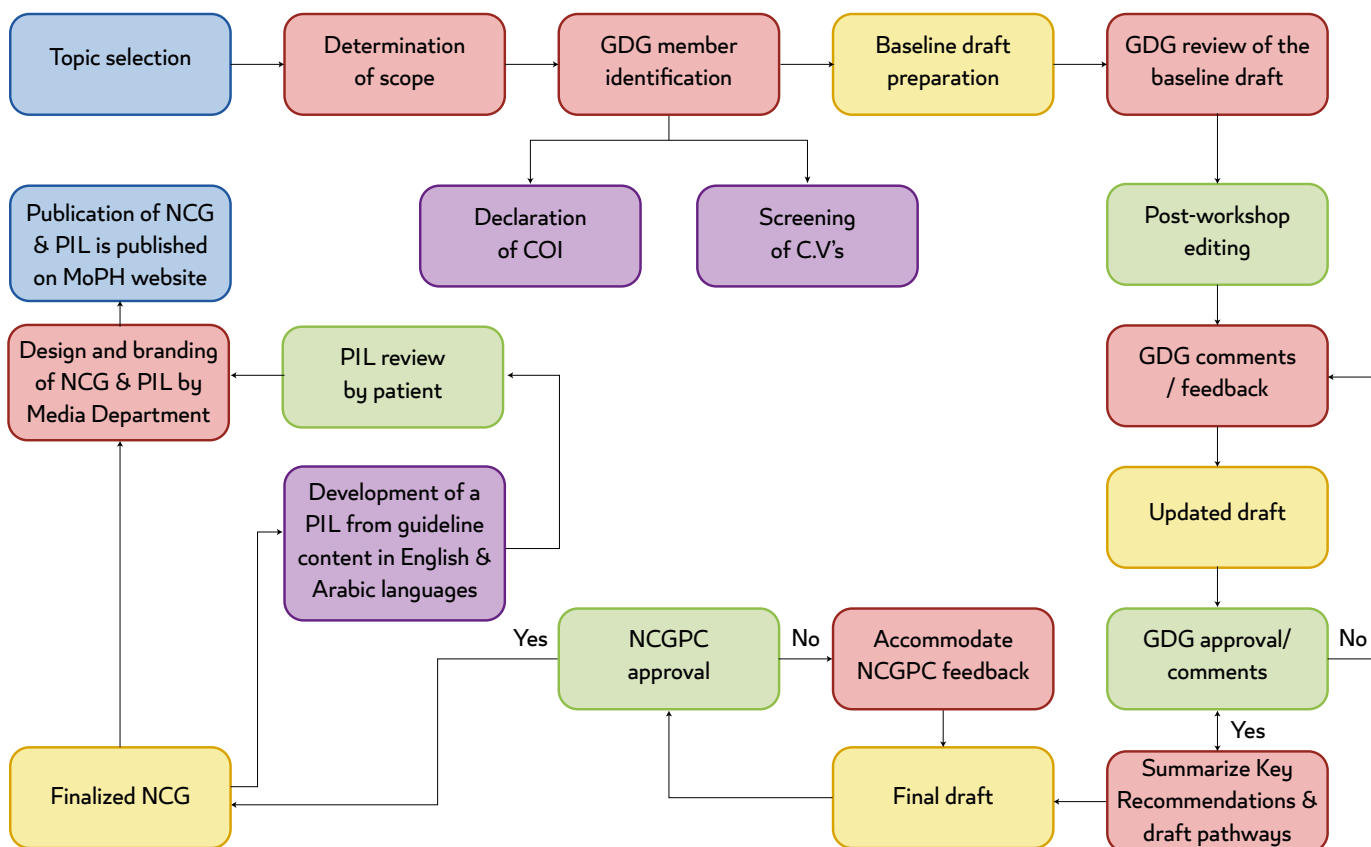 Topic selection
Determination
of scope
GDG member
identification
Baseline draft
preparation
GDG review of the
baseline draft
Declaration
of COI
Screening
of C.V's
Post-workshop
editing
Publication of NCG
& PIL is published
on MoPH website
Design and branding
of NCG & PIL by
Media Department
PIL review
by patient
GDG comments
/ feedback
Development of a
PIL from guideline
content in English &
Arabic languages
Updated draft
Yes
NCGPC
approval
No
Accommodate
NCGPC feedback
GDG approval/
comments
No
Yes
Finalized NCG
Final draft
Summarize Key
Recommendations &
draft pathways